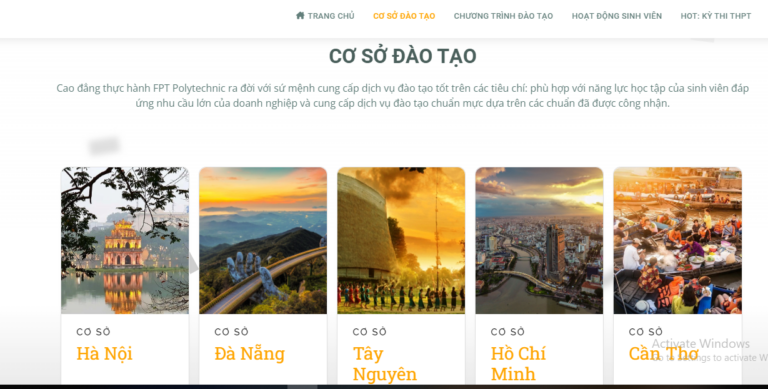 TRANG CHỦ CƠ SỞ ĐÀO TẠO CHƯƠNG TRÌNH ĐÀO TẠO HOẠT ĐỘNG SINH VIÊN HOT: KỲ THI THPT
CƠ SỞ ĐÀO TẠO
Cao đẳng thực hành FPT Polytechnic ra đời với sứ mệnh cung cấp dịch vụ đào tạo tốt trên các tiêu chí: phù hợp với năng lực học tập của sinh viên đáp
ứng nhu cầu lớn của doanh nghiệp và cung cấp dịch vụ đào tạo chuẩn mực dựa trên các chuẩn đã được công nhận.
CƠ SỞ
Hà Nội
CƠ SỞ
Đà Nẵng
CƠ SỞ
Tây
Nguyên
CƠ SỞ
Hồ Chí
Minh
CƠ SỞ
Cần Thơ
Activate Windows
Go to Settings to activate W